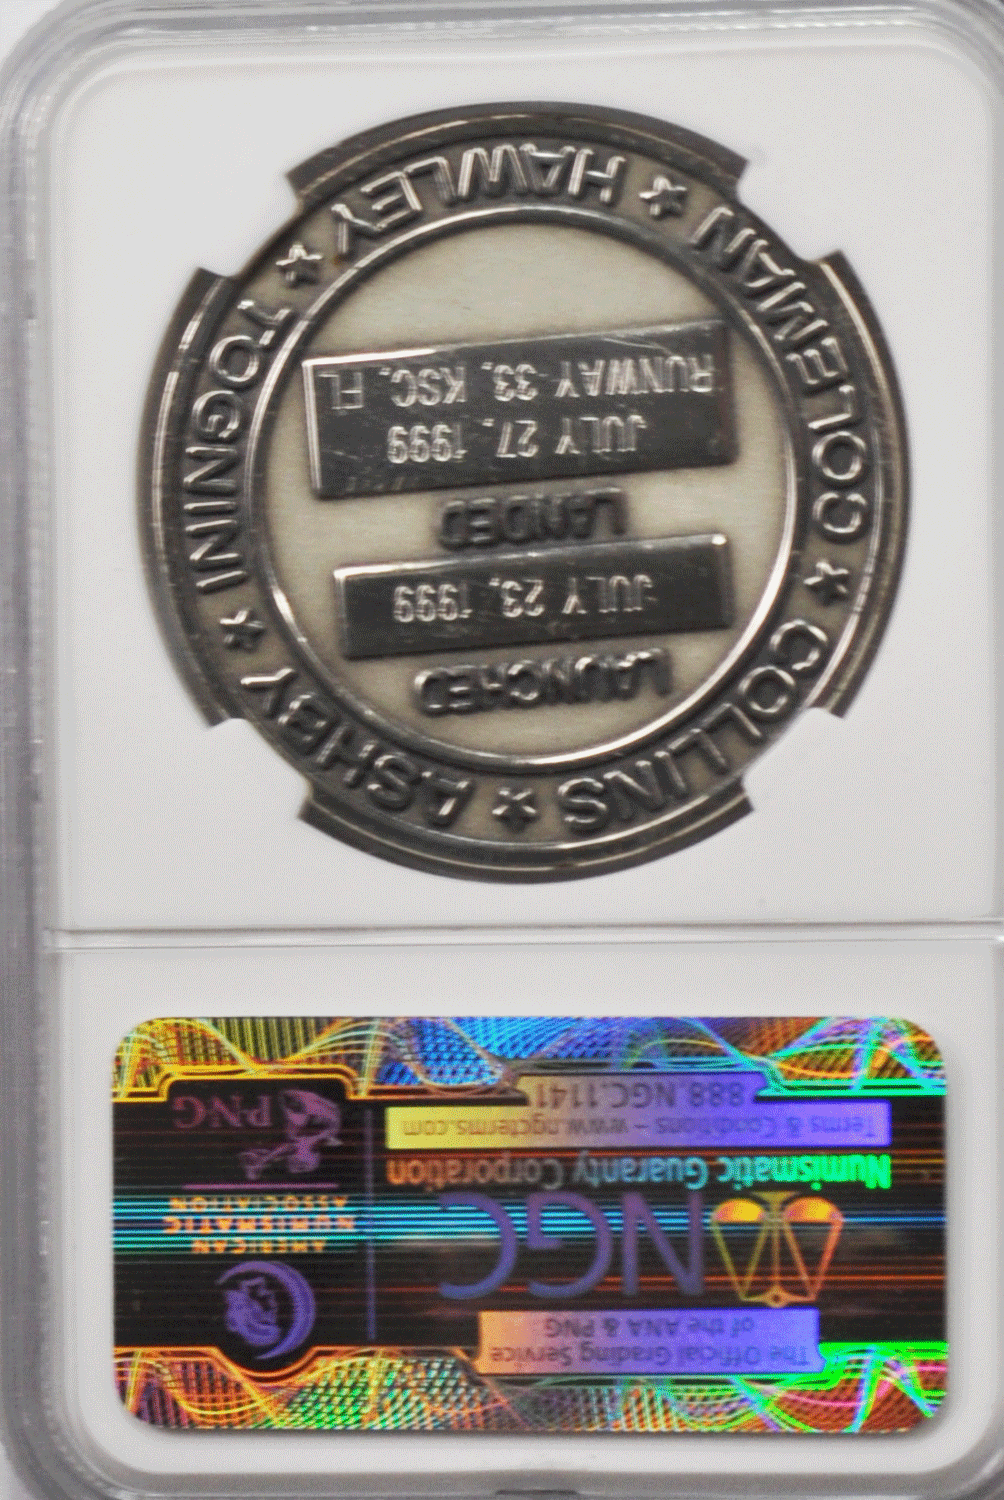 The Official Grading Service
of the ANA & PNG
NGC
Numismatic Guaranty Corporation
Terms & Conditions – www.ngcterms.com
888 NGC.1141
AMERICAN
NUMISMATIC
ASSOCIATION
PNG
COLLINS ★ ASHBY ★ TOGNINI ★ HAWLEY ★ COLEMAN ★
LAUNCHED
JULY 23, 1999
LANDED
JULY 27, 1999
RUNWAY 33, KSC, FL